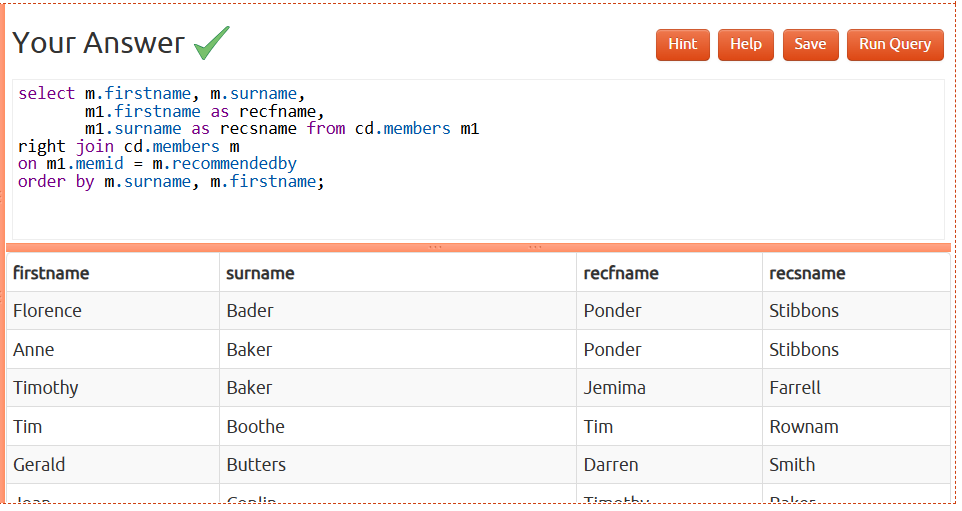 Your Answer
Hint Help Save Run Query
select m.firstname, m.surname,
m1.firstname as recfname,
m1.surname as recsname from cd.members m1
right join cd.members m
on m1.memid = m.recommendedby
order by m.surname, m.firstname;
firstname surname recfname recsname
Florence Bader Ponder Stibbons
Anne Baker Ponder Stibbons
Timothy Baker Jemima Farrell
Tim Boothe Tim Rownam
Gerald Butters Darren Smith
Timothy Baker